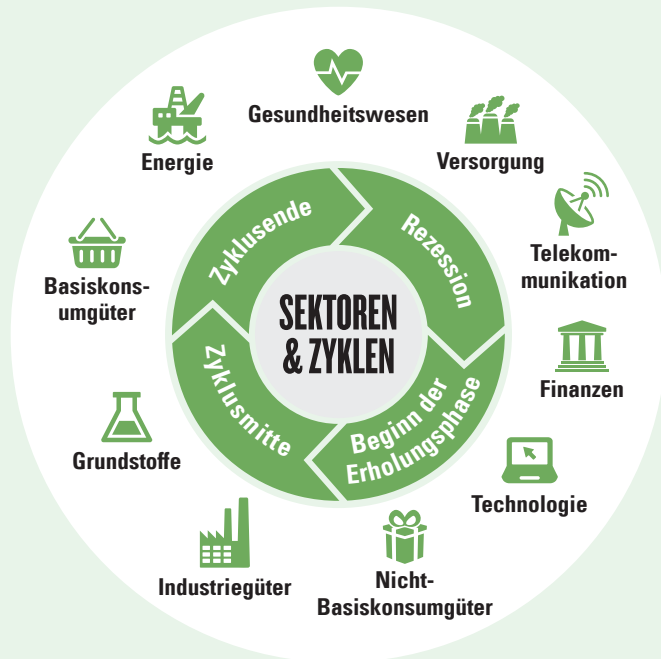 Gesundheitswesen
Versorgung
Telekom-
munikation
Finanzen
Technologie
Nicht-
Basiskonsumgüter
Industriegüter
Grundstoffe
Basiskons-
umgüter
Energie
Zyklusende
Rezession
Beginn der
Erholungsphase
Zyklusmitte
SEKTOREN
& ZYKLEN